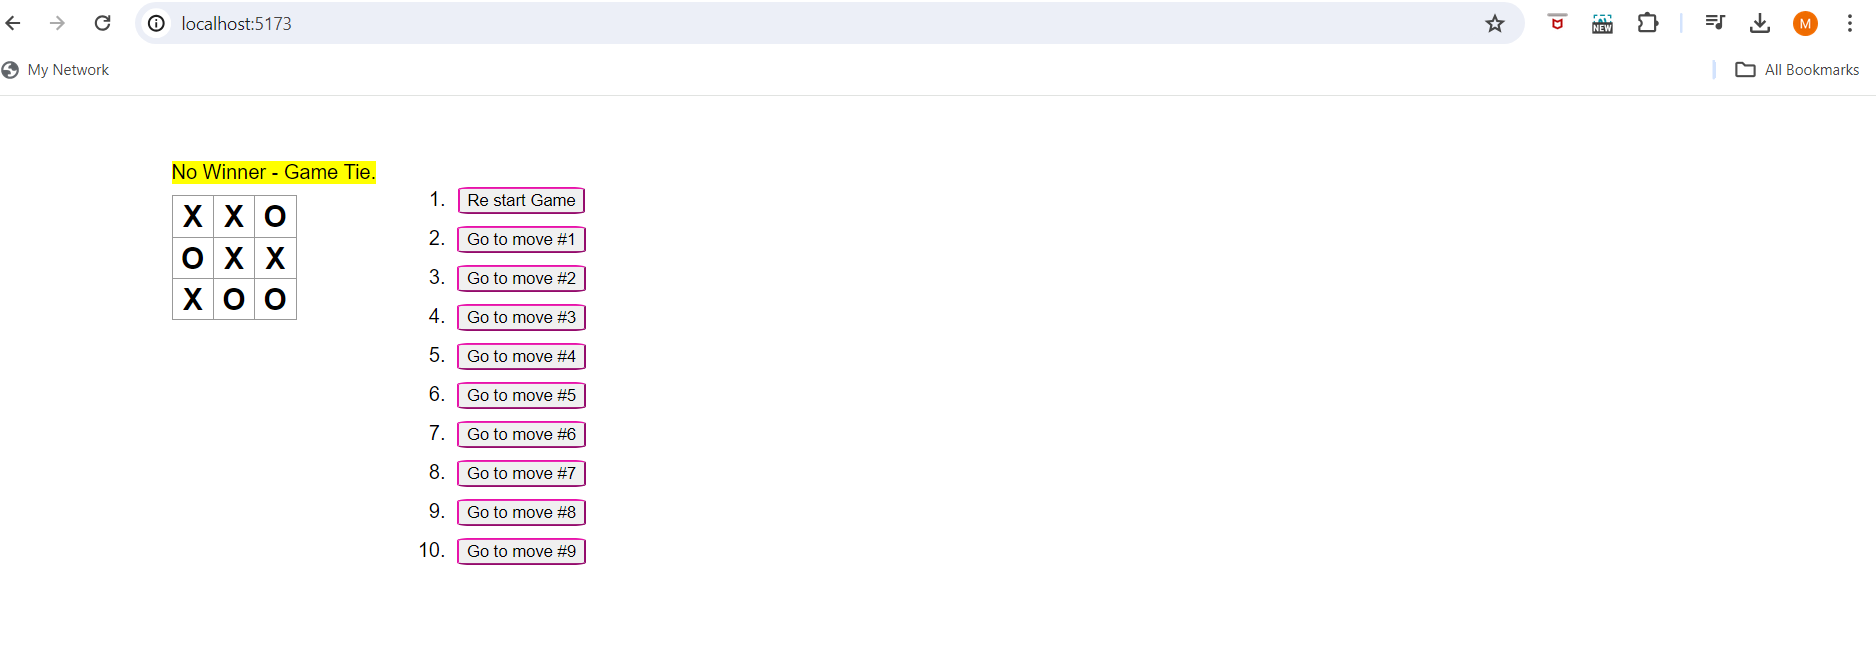 localhost:5173
NEW
M
My Network
All Bookmarks
No Winner - Game Tie.
X X O
O X X
X O O
1. Re start Game
2. Go to move #1
3. Go to move #2
4. Go to move #3
5. Go to move #4
6. Go to move #5
7. Go to move #6
8. Go to move #7
9. Go to move #8
10. Go to move #9